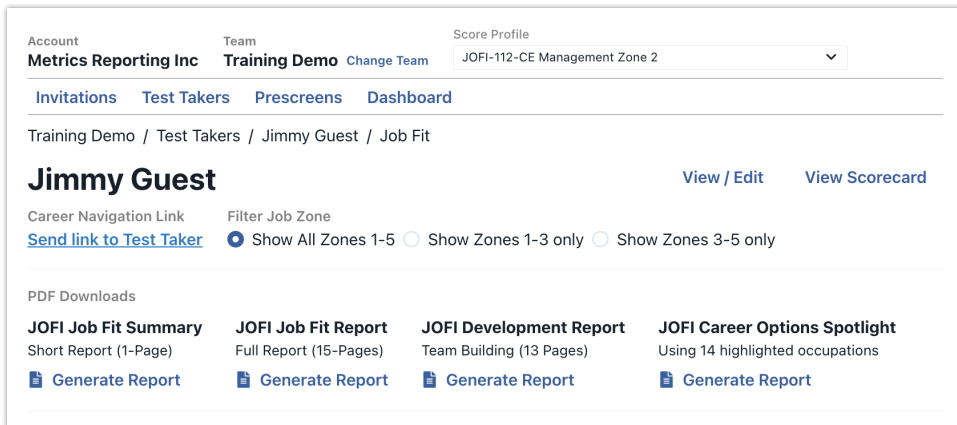 Account
Metrics Reporting Inc
Team
Training Demo Change Team
Score Profile
JOFI-112-CE Management Zone 2
Invitations Test Takers Prescreens Dashboard
Training Demo / Test Takers / Jimmy Guest / Job Fit
Jimmy Guest
View / Edit View Scorecard
Career Navigation Link
Send link to Test Taker
Filter Job Zone
Show All Zones 1-5 Show Zones 1-3 only Show Zones 3-5 only
PDF Downloads
JOFI Job Fit Summary
Short Report (1-Page)
Generate Report
JOFI Job Fit Report
Full Report (15-Pages)
Generate Report
JOFI Development Report
Team Building (13 Pages)
Generate Report
JOFI Career Options Spotlight
Using 14 highlighted occupations
Generate Report